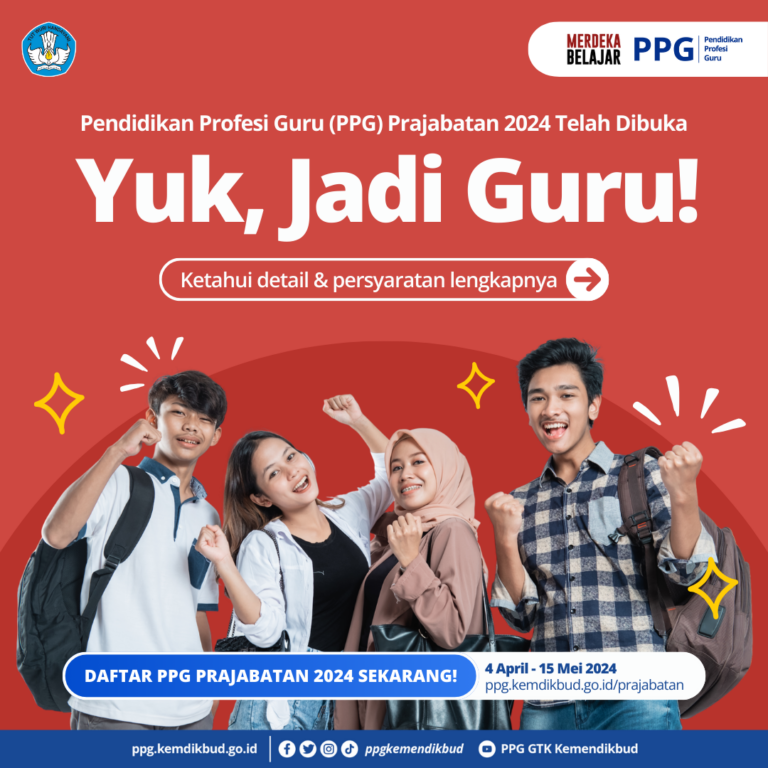 MERDEKA
BELAJAR
PPG
Pendidikan
Profesi
Guru
Pendidikan Profesi Guru (PPG) Prajabatan 2024 Telah Dibuka
Yuk, Jadi Guru!
Ketahui detail & persyaratan lengkapnya
DAFTAR PPG PRAJABATAN 2024 SEKARANG!
4 April - 15 Mei 2024
ppg.kemdikbud.go.id/prajabatan
ppg.kemdikbud.go.id
ppgkemendikbud
PPG GTK Kemendikbud